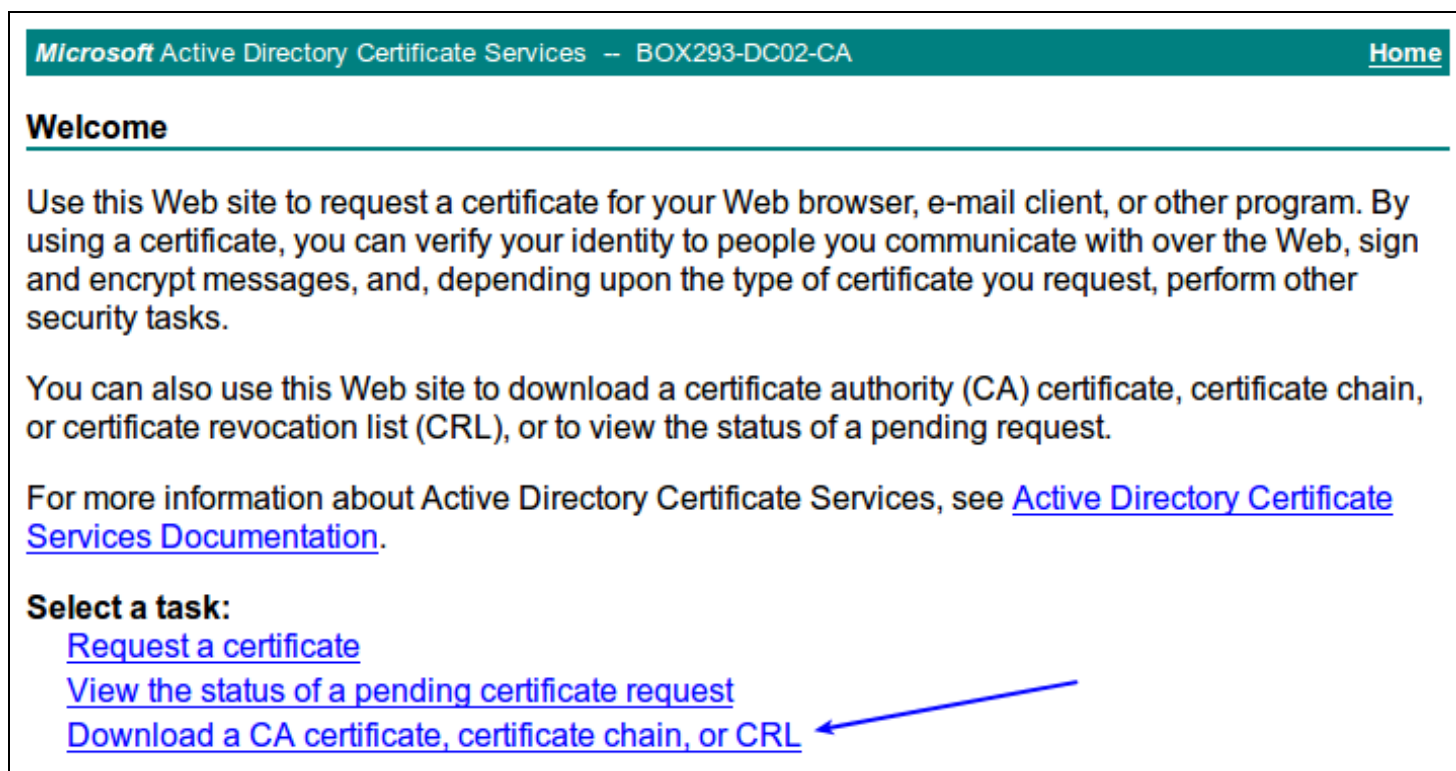 Microsoft Active Directory Certificate Services -- BOX293-DC02-CA Home
Welcome
Use this Web site to request a certificate for your Web browser, e-mail client, or other program. By
using a certificate, you can verify your identity to people you communicate with over the Web, sign
and encrypt messages, and, depending upon the type of certificate you request, perform other
security tasks.
You can also use this Web site to download a certificate authority (CA) certificate, certificate chain,
or certificate revocation list (CRL), or to view the status of a pending request.
For more information about Active Directory Certificate Services, see Active Directory Certificate
Services Documentation.
Select a task:
Request a certificate
View the status of a pending certificate request
Download a CA certificate, certificate chain, or CRL